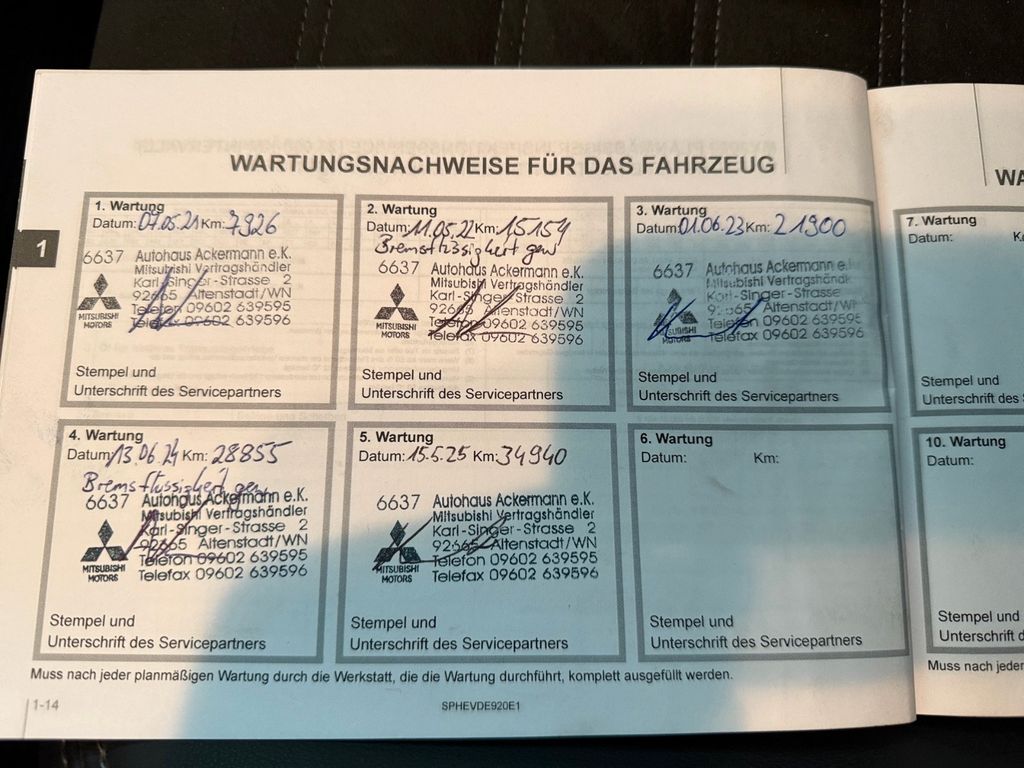 WARTUNGSNACHWEISE FÜR DAS FAHRZEUG
WA
1
1. Wartung
Datum: 07.05.21 Km: 7926
6637 Autohaus Ackermann e.K.
Mitsubishi Vertragshändler
Karl-Singer-Strasse 2
92665 Altenstadt/WN
Telefon 09602 639595
Telefax 09602 639596
MITSUBISHI
MOTORS
Stempel und
Unterschrift des Servicepartners
2. Wartung
Datum: 11.05.22 Km: 15154
Bremsflüssigkeit gew
6637 Autohaus Ackermann e.K.
Mitsubishi Vertragshändler
Karl-Singer-Strasse 2
92665 Altenstadt/WN
Telefon 09602 639595
Telefax 09602 639596
MITSUBISHI
MOTORS
Stempel und
Unterschrift des Servicepartners
3. Wartung
Datum: 01.06.23 Km: 21900
6637 Autohaus Ackermann e.K.
Mitsubishi Vertragshändler
Karl-Singer-Strasse
92665 Altenstadt/WN
Telefon 09602 639595
Telefax 09602 639596
MITSUBISHI
MOTORS
Stempel und
Unterschrift des Servicepartners
7. Wartung
Datum:
Stempel und
Unterschrift des
4. Wartung
Datum: 13.06.24 Km: 28855
Bremsflüssigkeit gew
6637 Autohaus Ackermann e.K.
Mitsubishi Vertragshändler
Karl-Singer-Strasse 2
92665 Altenstadt/WN
Telefon 09602 639595
Telefax 09602 639596
MITSUBISHI
MOTORS
Stempel und
Unterschrift des Servicepartners
5. Wartung
Datum: 15.5.25 Km: 34940
6637 Autohaus Ackermann e.K.
Mitsubishi Vertragshändler
Karl-Singer-Strasse 2
92665 Altenstadt/WN
Telefon 09602 639595
Telefax 09602 639596
MITSUBISHI
MOTORS
Stempel und
Unterschrift des Servicepartners
6. Wartung
Datum: Km:
Stempel und
Unterschrift des Servicepartners
10. Wartung
Datum:
Stempel und
Unterschrift d
Muss nach jeder planmäßigen Wartung durch die Werkstatt, die die Wartung durchführt, komplett ausgefüllt werden.
Muss nach jeder
1-14
SPHEVDE920E1